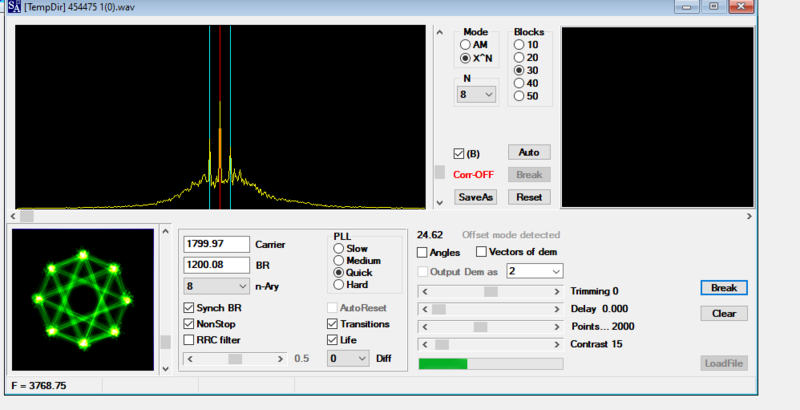 SA [TempDir] 454475 1(0).wav
Mode
AM
X^N
Blocks
10
20
30
40
50
N
8
(B)
Auto
Corr-OFF
Break
SaveAs
Reset
1799.97 Carrier
1200.08 BR
8 n-Ary
Synch BR
NonStop
RRC filter
0.5
PLL
Slow
Medium
Quick
Hard
AutoReset
Transitions
Life
0 Diff
24.62 Offset mode detected
Angles Vectors of dem
Output Dem as 2
Trimming 0
Delay 0.000
Points... 2000
Contrast 15
Break
Clear
LoadFile
F = 3768.75